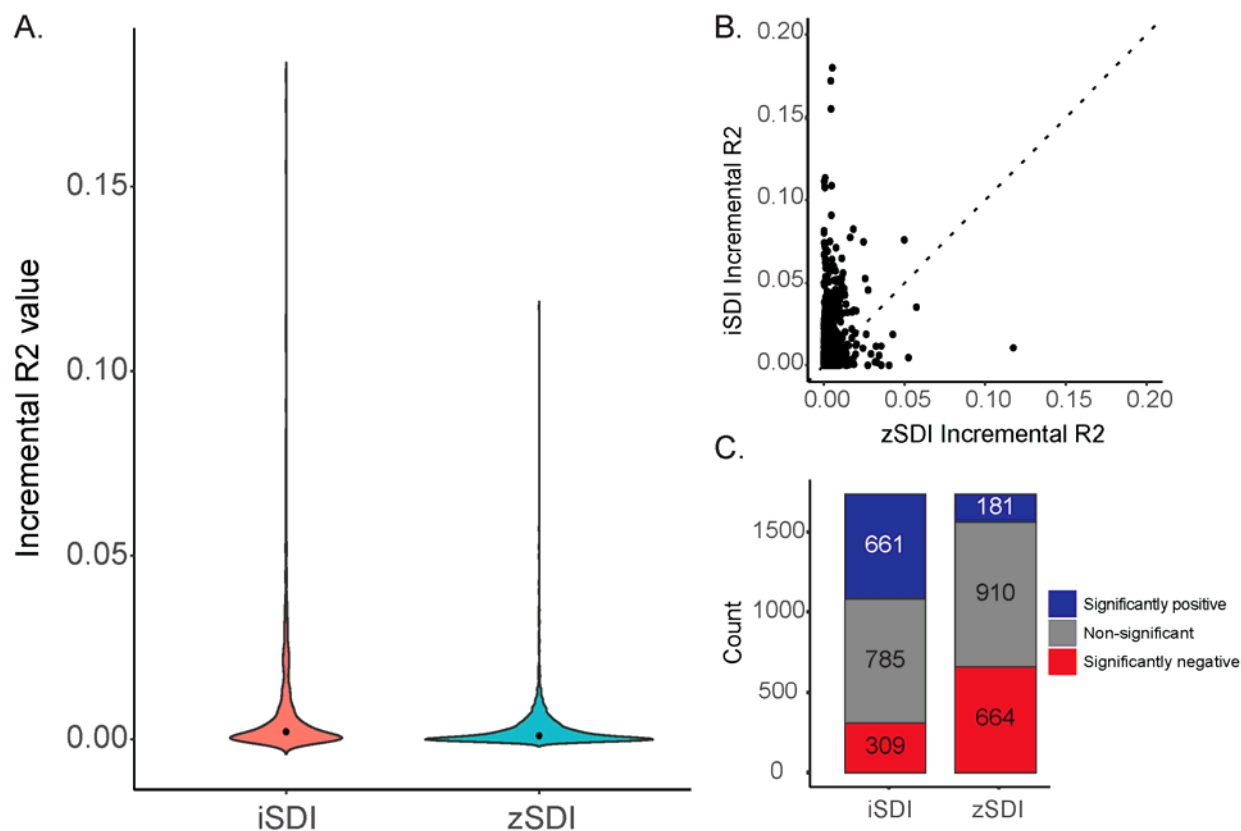 A.
Incremental R2 value
0.15
0.10
0.05
0.00
iSDI
zSDI
B.
iSDI Incremental R2
0.20
0.15
0.10
0.05
0.00
0.00 0.05 0.10 0.15 0.20
zSDI Incremental R2
C.
Count
1500
1000
500
0
661
785
309
181
910
664
iSDI
zSDI
Significantly positive
Non-significant
Significantly negative